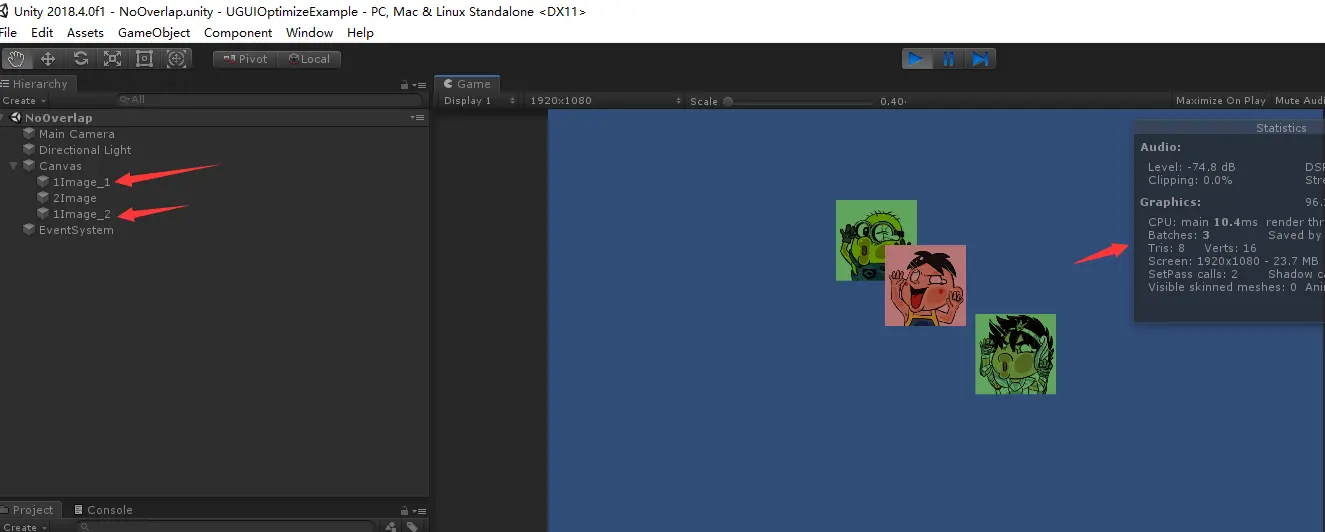 Unity 2018.4.0f1 - NoOverlap.unity - UGUIOptimizeExample - PC, Mac & Linux Standalone <DX11>
File Edit Assets GameObject Component Window Help
Pivot Local
Hierarchy
Create All
NoOverlap
Main Camera
Directional Light
Canvas
1Image_1
2Image
1Image_2
EventSystem
Game
Display 1 1920x1080 Scale 0.40 Maximize On Play Mute Audi
Statistics
Audio:
Level: -74.8 dB DSP
Clipping: 0.0% Stre
Graphics: 96.
CPU: main 10.4ms render thr
Batches: 3 Saved by
Tris: 8 Verts: 16
Screen: 1920x1080 - 23.7 MB
SetPass calls: 2 Shadow ca
Visible skinned meshes: 0 Ani
Project Console
Create